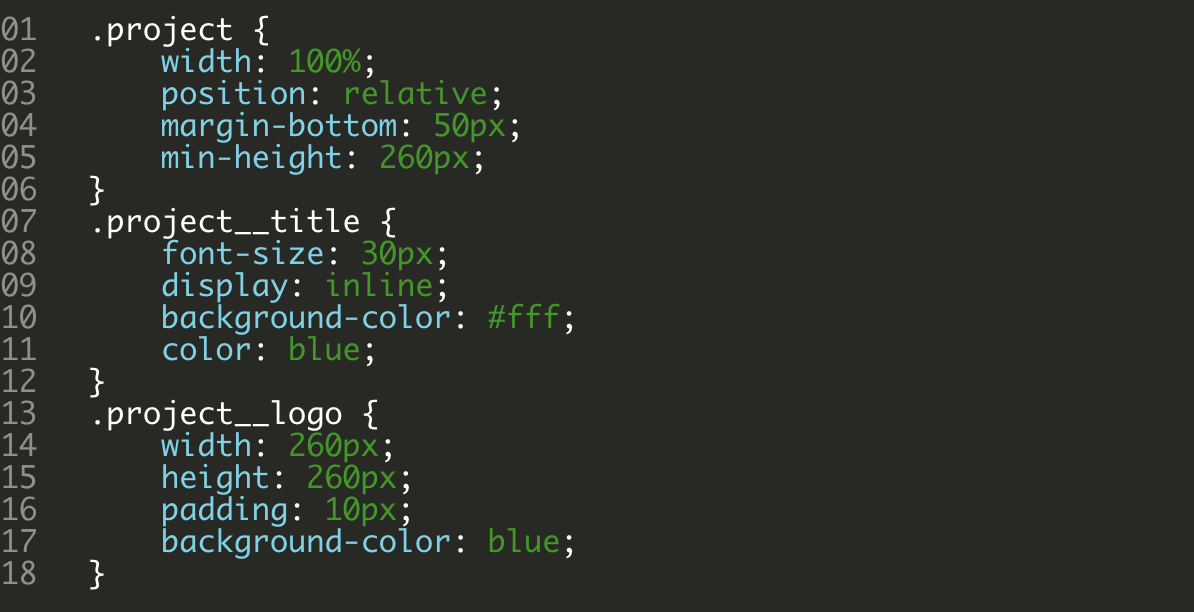 01   .project {
02       width: 100%;
03       position: relative;
04       margin-bottom: 50px;
05       min-height: 260px;
06   }
07   .project__title {
08       font-size: 30px;
09       display: inline;
10       background-color: #fff;
11       color: blue;
12   }
13   .project__logo {
14       width: 260px;
15       height: 260px;
16       padding: 10px;
17       background-color: blue;
18   }